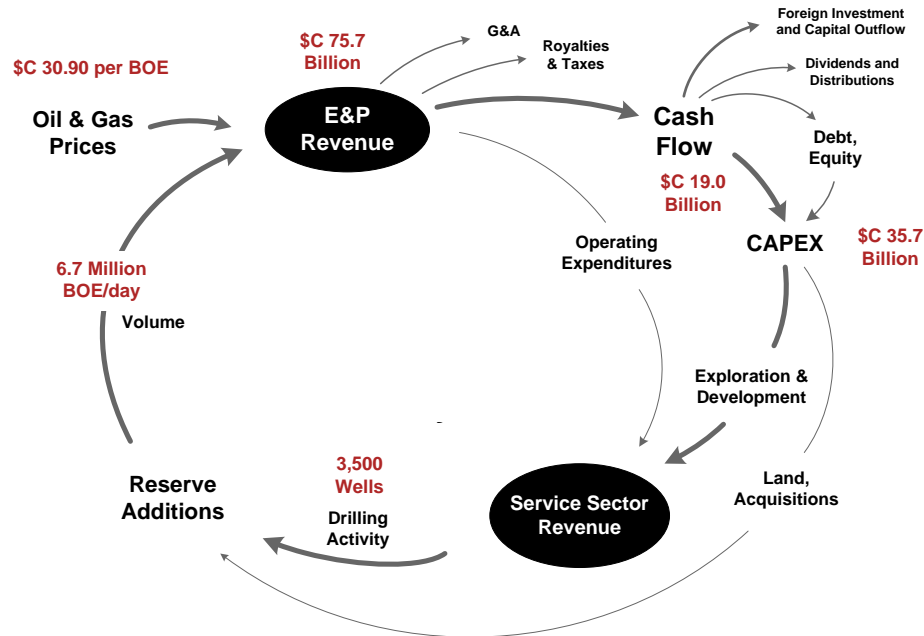 Foreign Investment
and Capital Outflow
G&A
$C 75.7
Billion
Royalties
& Taxes
$C 30.90 per BOE
Dividends and
Distributions
Oil & Gas
Prices
E&P
Revenue
Cash
Flow
Debt,
Equity
$C 19.0
Billion
CAPEX
$C 35.7
Billion
Operating
Expenditures
6.7 Million
BOE/day
Volume
Exploration &
Development
3,500
Wells
Reserve
Additions
Drilling
Activity
Service Sector
Revenue
Land,
Acquisitions